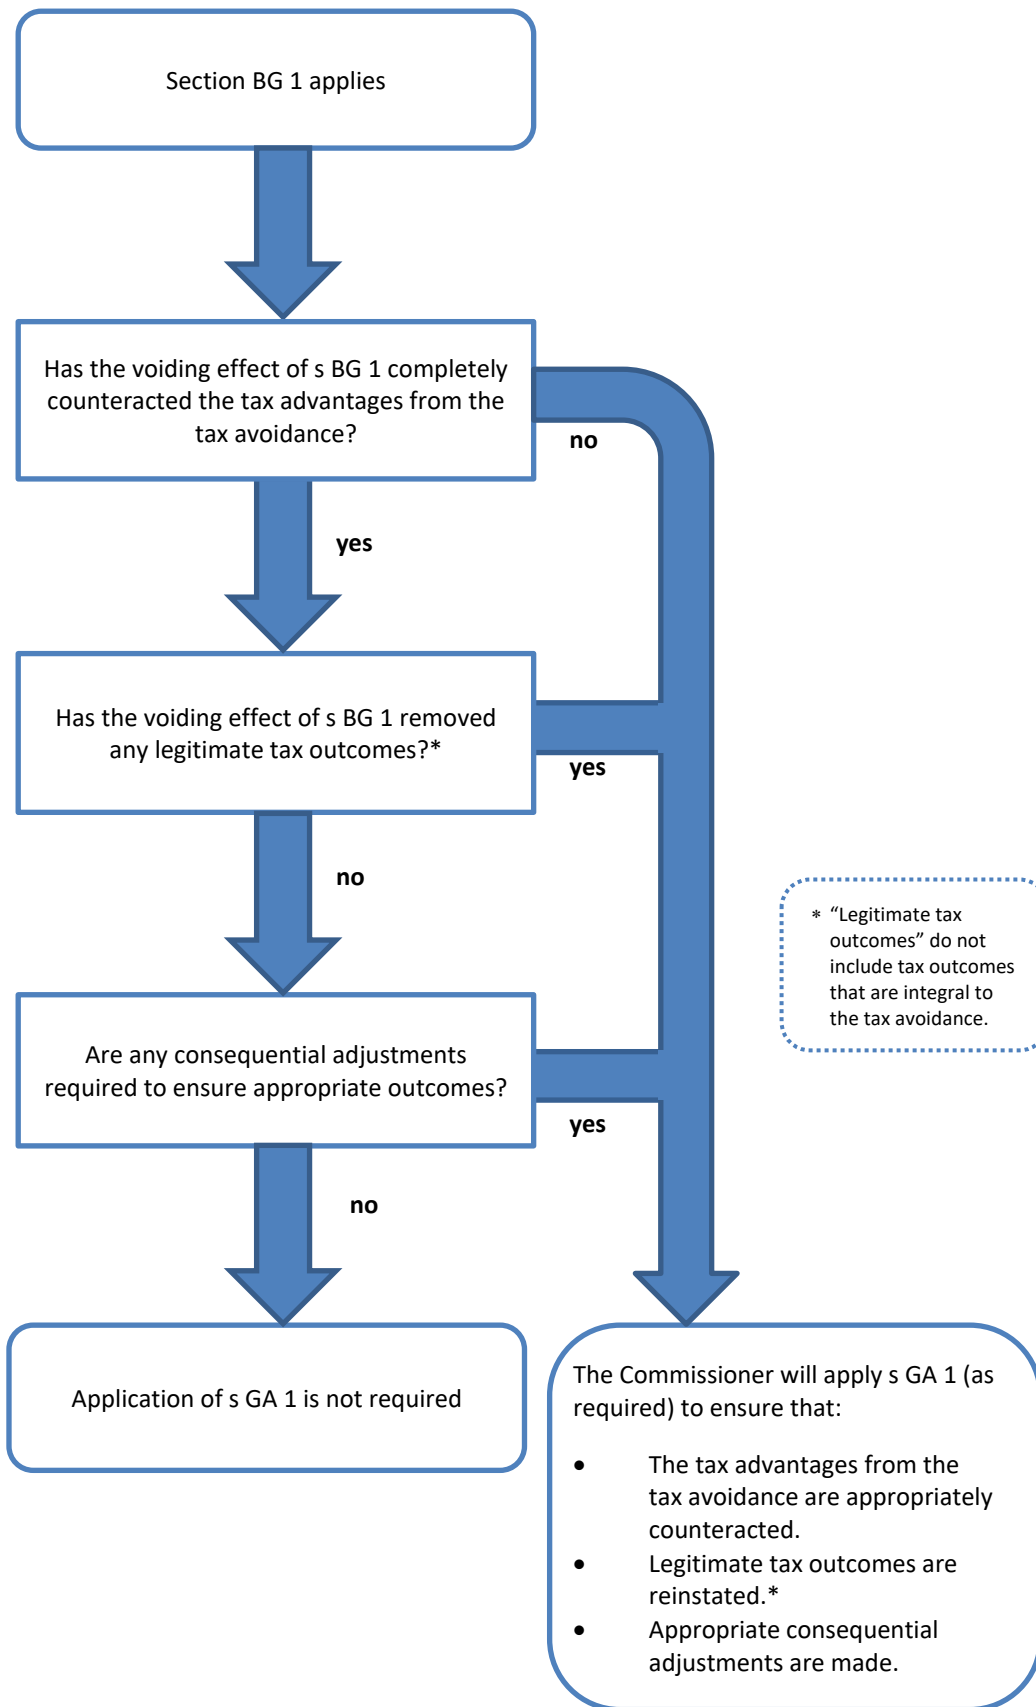 Section BG 1 applies
Has the voiding effect of s BG 1 completely
counteracted the tax advantages from the
tax avoidance?
no
yes
Has the voiding effect of s BG 1 removed
any legitimate tax outcomes?*
yes
no
* “Legitimate tax
outcomes” do not
include tax outcomes
that are integral to
the tax avoidance.
Are any consequential adjustments
required to ensure appropriate outcomes?
yes
no
Application of s GA 1 is not required
The Commissioner will apply s GA 1 (as
required) to ensure that:
• The tax advantages from the
tax avoidance are appropriately
counteracted.
• Legitimate tax outcomes are
reinstated.*
• Appropriate consequential
adjustments are made.